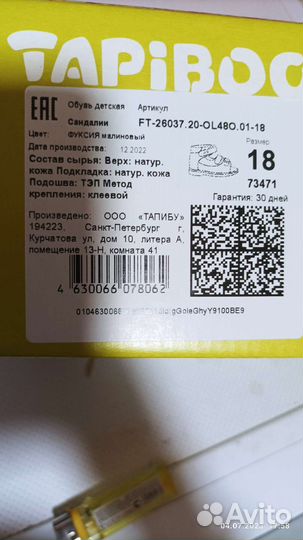 TAPiBOO
EAC
Обувь детская Артикул
Сандалии FT-26037.20-OL48O.01-18
Цвет: ФУКСИЯ малиновый
Размер
Дата производства: 12.2022
18
Состав сырья: Верх: натур.
кожа Подкладка: натур. кожа
73471
Подошва: ТЭП Метод
крепления: клеевой
Гарантия: 30 дней
Произведено: ООО «ТАПИБУ»
194223, Санкт-Петербург г,
Курчатова ул, дом 10, литера А,
помещение 13-Н, комната 41
4 630066 078062
04.07.2023
Avito